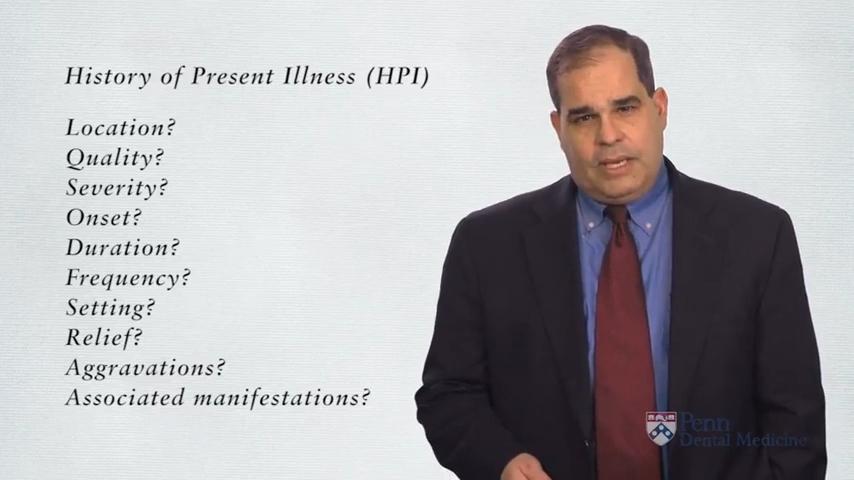 History of Present Illness (HPI)
Location?
Quality?
Severity?
Onset?
Duration?
Frequency?
Setting?
Relief?
Aggravations?
Associated manifestations?
Penn
Dental Medicine